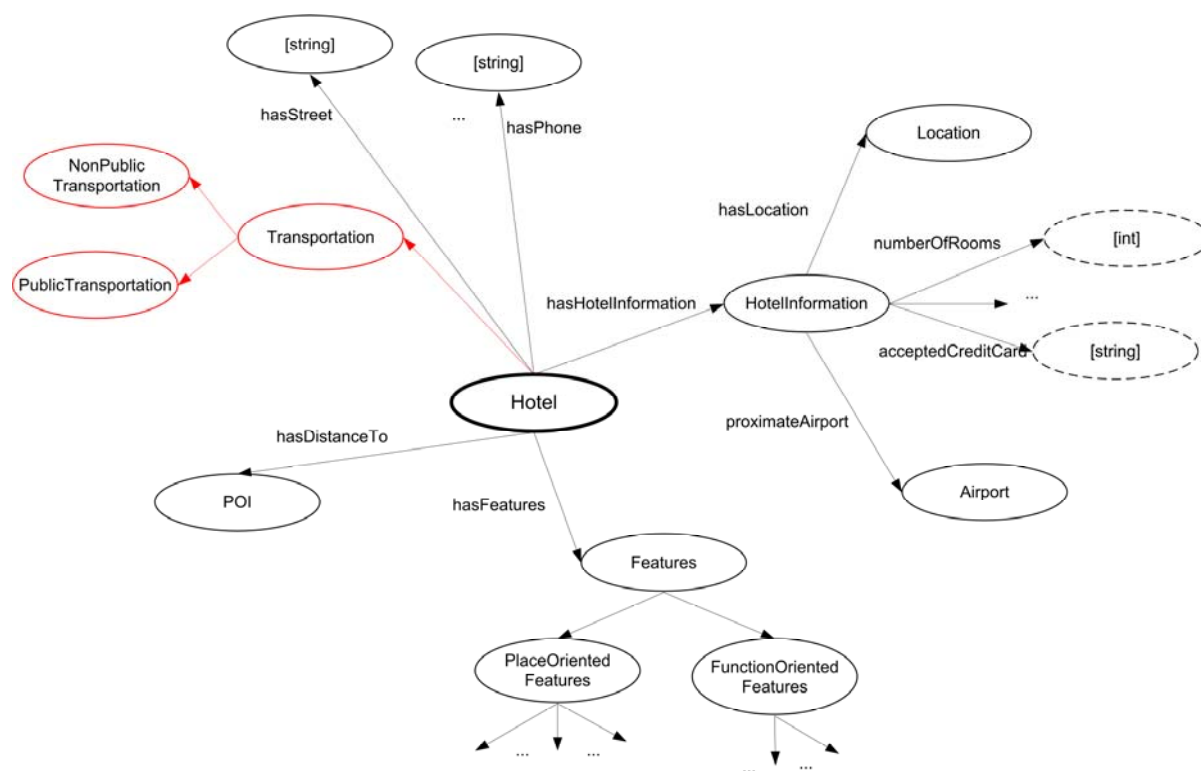 [string]
[string]
hasStreet
...
hasPhone
Location
NonPublic
Transportation
hasLocation
Transportation
numberOfRooms
[int]
PublicTransportation
hasHotelInformation
HotelInformation
...
acceptedCreditCard
[string]
Hotel
proximateAirport
hasDistanceTo
POI
hasFeatures
Airport
Features
PlaceOriented
Features
FunctionOriented
Features
...
...
...
...